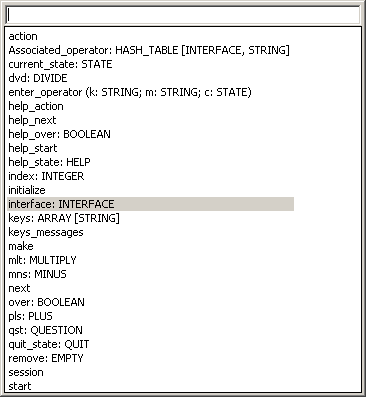 action
Associated_operator: HASH_TABLE [INTERFACE, STRING]
current_state: STATE
dvd: DIVIDE
enter_operator (k: STRING; m: STRING; c: STATE)
help_action
help_next
help_over: BOOLEAN
help_start
help_state: HELP
index: INTEGER
initialize
interface: INTERFACE
keys: ARRAY [STRING]
keys_messages
make
mlt: MULTIPLY
mns: MINUS
next
over: BOOLEAN
pls: PLUS
qst: QUESTION
quit_state: QUIT
remove: EMPTY
session
start